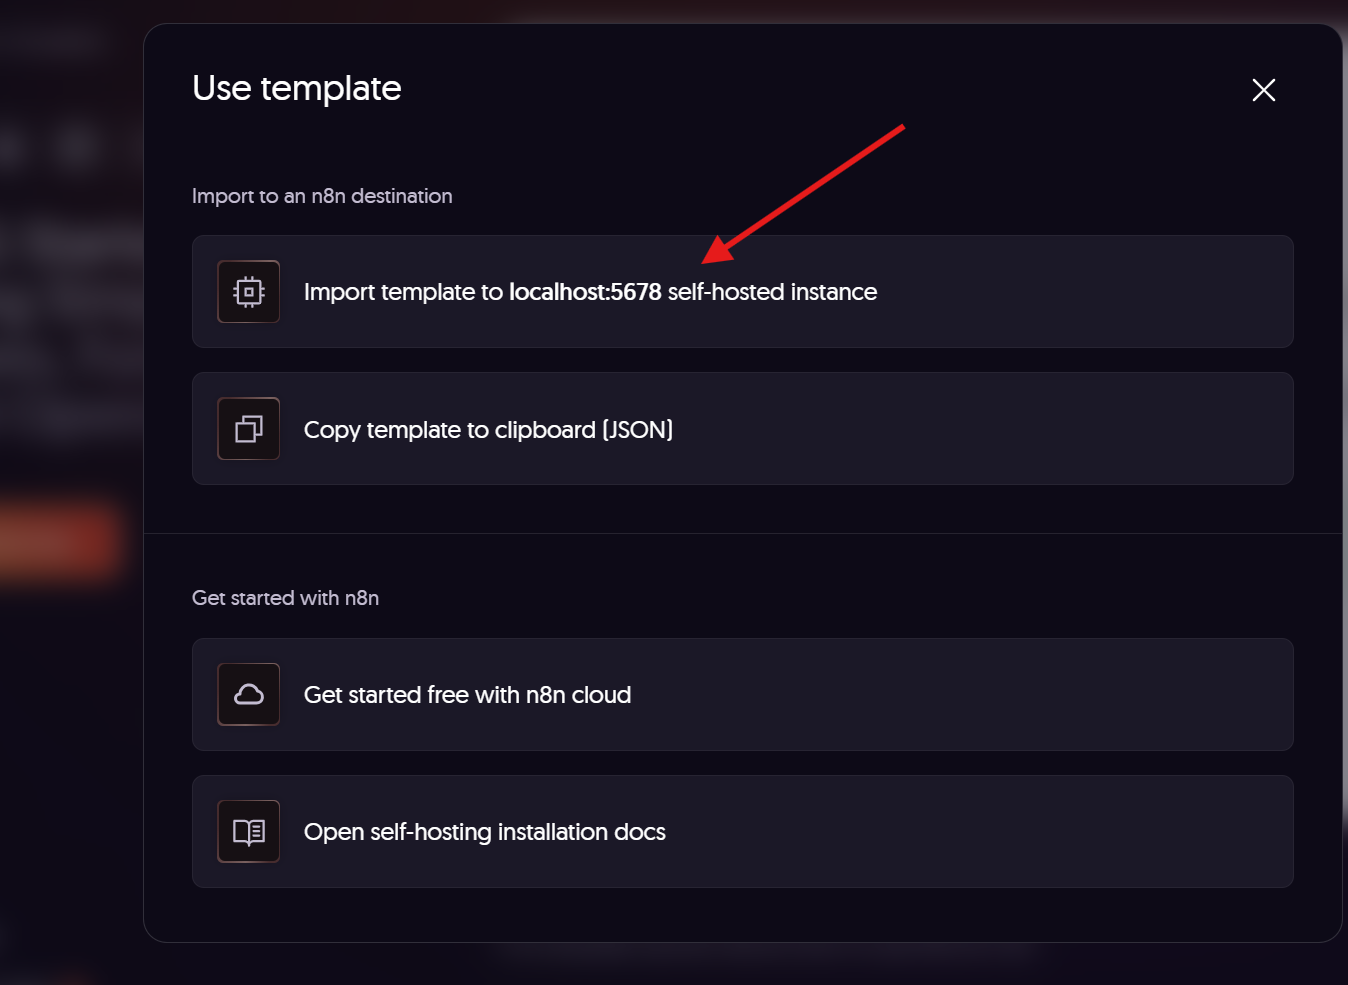 Use template
Import to an n8n destination
Import template to localhost:5678 self-hosted instance
Copy template to clipboard (JSON)
Get started with n8n
Get started free with n8n cloud
Open self-hosting installation docs